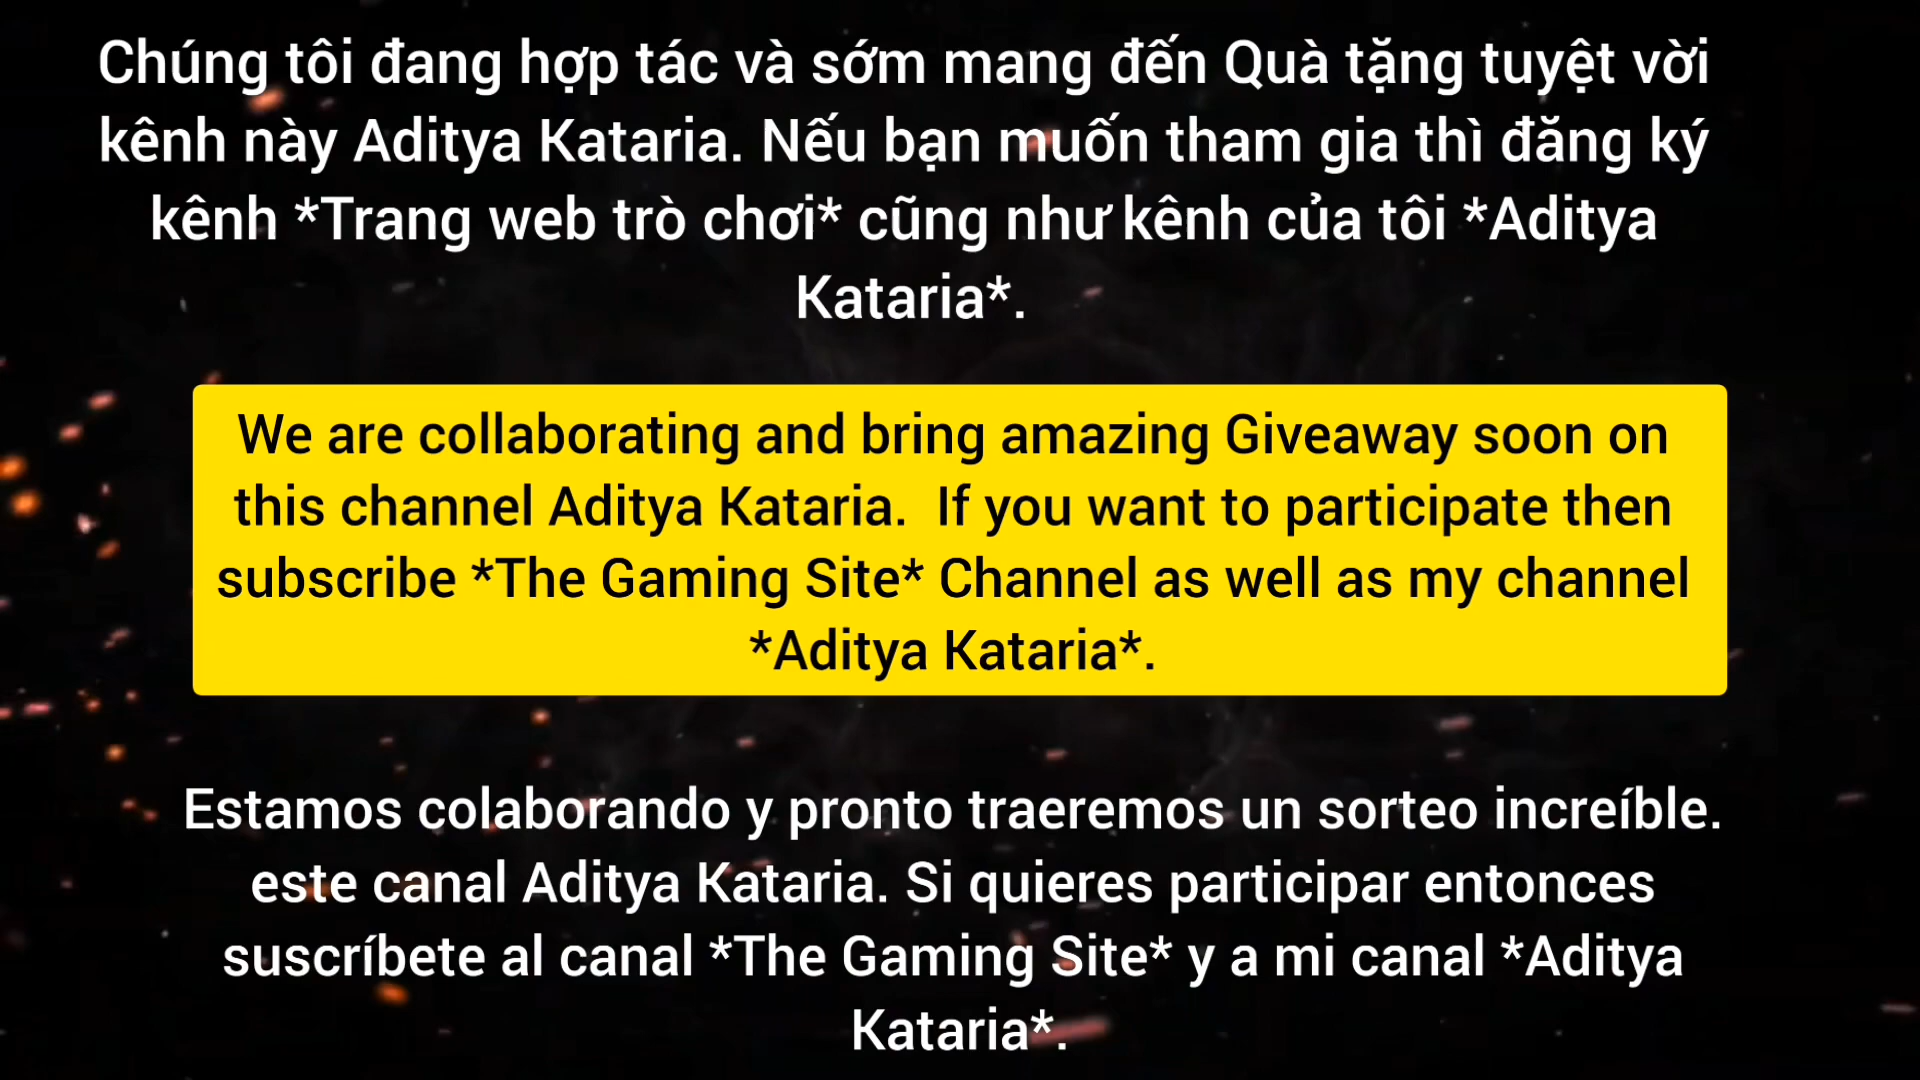 Chúng tôi đang hợp tác và sớm mang đến Quà tặng tuyệt vời
kênh này Aditya Kataria. Nếu bạn muốn tham gia thì đăng ký
kênh *Trang web trò chơi* cũng như kênh của tôi *Aditya
Kataria*.
We are collaborating and bring amazing Giveaway soon on
this channel Aditya Kataria.  If you want to participate then
subscribe *The Gaming Site* Channel as well as my channel
*Aditya Kataria*.
Estamos colaborando y pronto traeremos un sorteo increíble.
este canal Aditya Kataria. Si quieres participar entonces
suscríbete al canal *The Gaming Site* y a mi canal *Aditya
Kataria*.